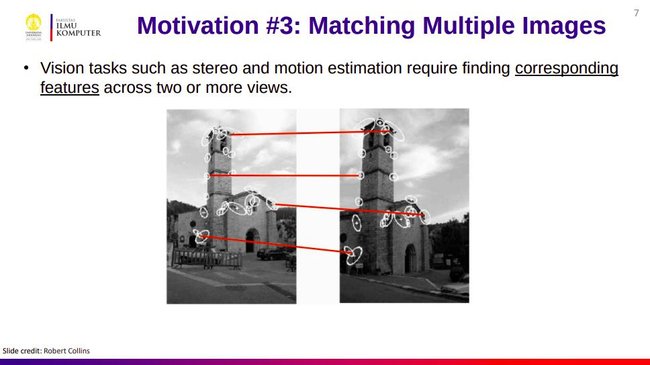 7
FAKULTAS
ILMU
KOMPUTER
Motivation #3: Matching Multiple Images
• Vision tasks such as stereo and motion estimation require finding corresponding
features across two or more views.
Slide credit: Robert Collins